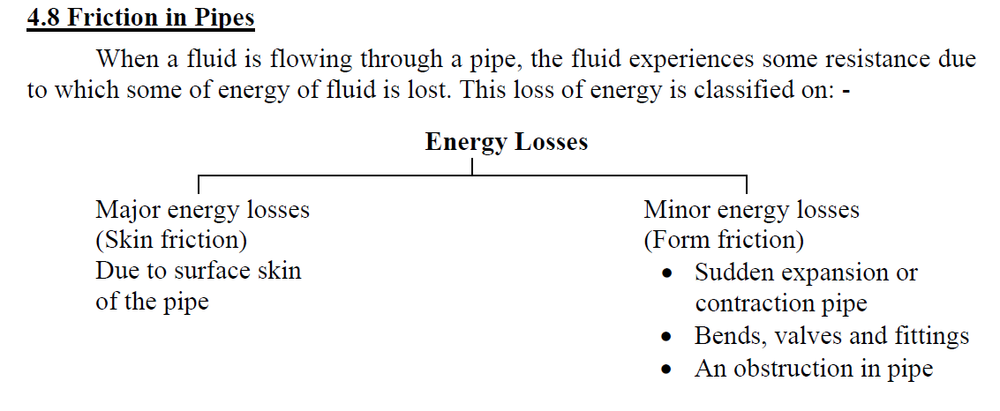 4.8 Friction in Pipes
When a fluid is flowing through a pipe, the fluid experiences some resistance due
to which some of energy of fluid is lost. This loss of energy is classified on: -
Energy Losses
Major energy losses
(Skin friction)
Due to surface skin
of the pipe
Minor energy losses
(Form friction)
• Sudden expansion or
contraction pipe
• Bends, valves and fittings
• An obstruction in pipe